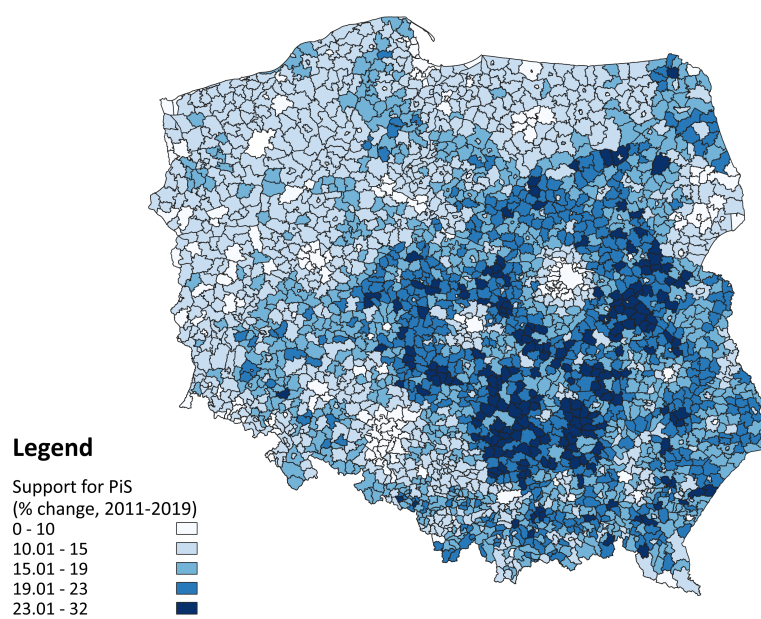 Legend
Support for PiS
(% change, 2011-2019)
0 - 10
10.01 - 15
15.01 - 19
19.01 - 23
23.01 - 32